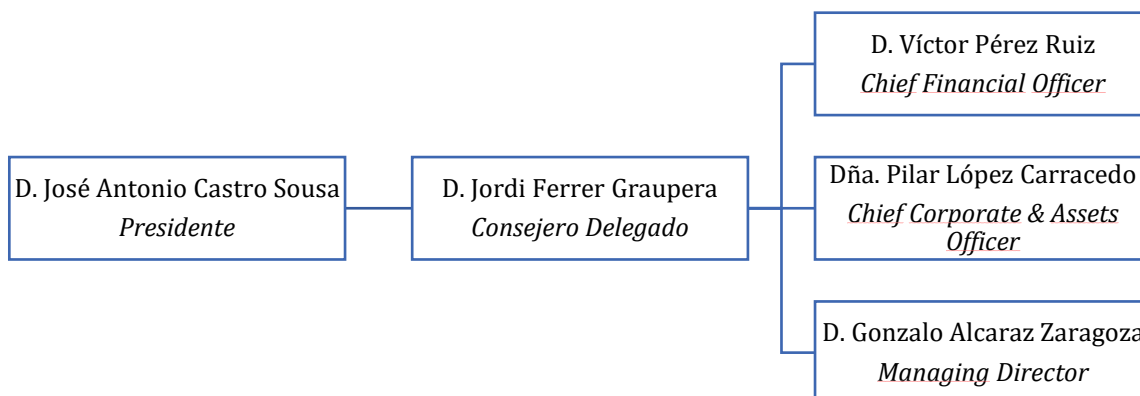 D. José Antonio Castro Sousa
Presidente
D. Jordi Ferrer Graupera
Consejero Delegado
D. Víctor Pérez Ruiz
Chief Financial Officer
Dña. Pilar López Carracedo
Chief Corporate & Assets
Officer
D. Gonzalo Alcaraz Zaragoza
Managing Director